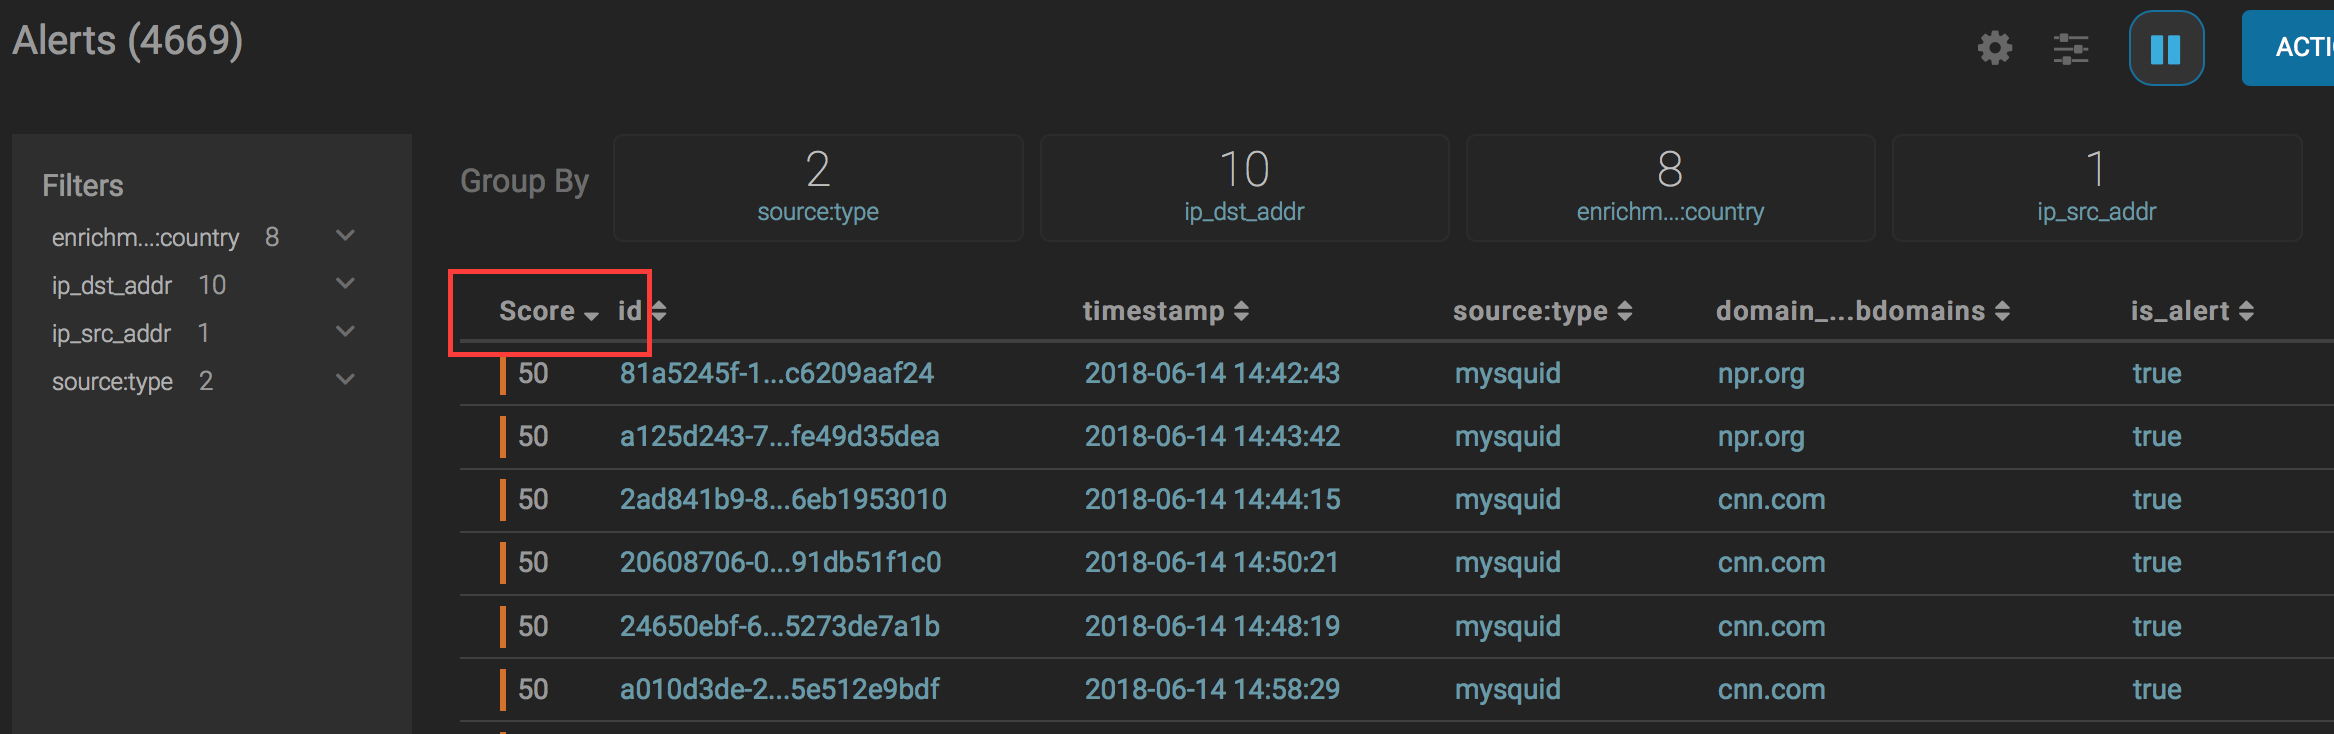 Alerts (4669)
ACTI
Filters
enrichm...:country 8
ip_dst_addr 10
ip_src_addr 1
source:type 2
Group By
2
source:type
10
ip_dst_addr
8
enrichm...:country
1
ip_src_addr
Score id timestamp source:type domain_...bdomains is_alert
50 81a5245f-1...c6209aaf24 2018-06-14 14:42:43 mysquid npr.org true
50 a125d243-7...fe49d35dea 2018-06-14 14:43:42 mysquid npr.org true
50 2ad841b9-8...6eb1953010 2018-06-14 14:44:15 mysquid cnn.com true
50 20608706-0...91db51f1c0 2018-06-14 14:50:21 mysquid cnn.com true
50 24650ebf-6...5273de7a1b 2018-06-14 14:48:19 mysquid cnn.com true
50 a010d3de-2...5e512e9bdf 2018-06-14 14:58:29 mysquid cnn.com true